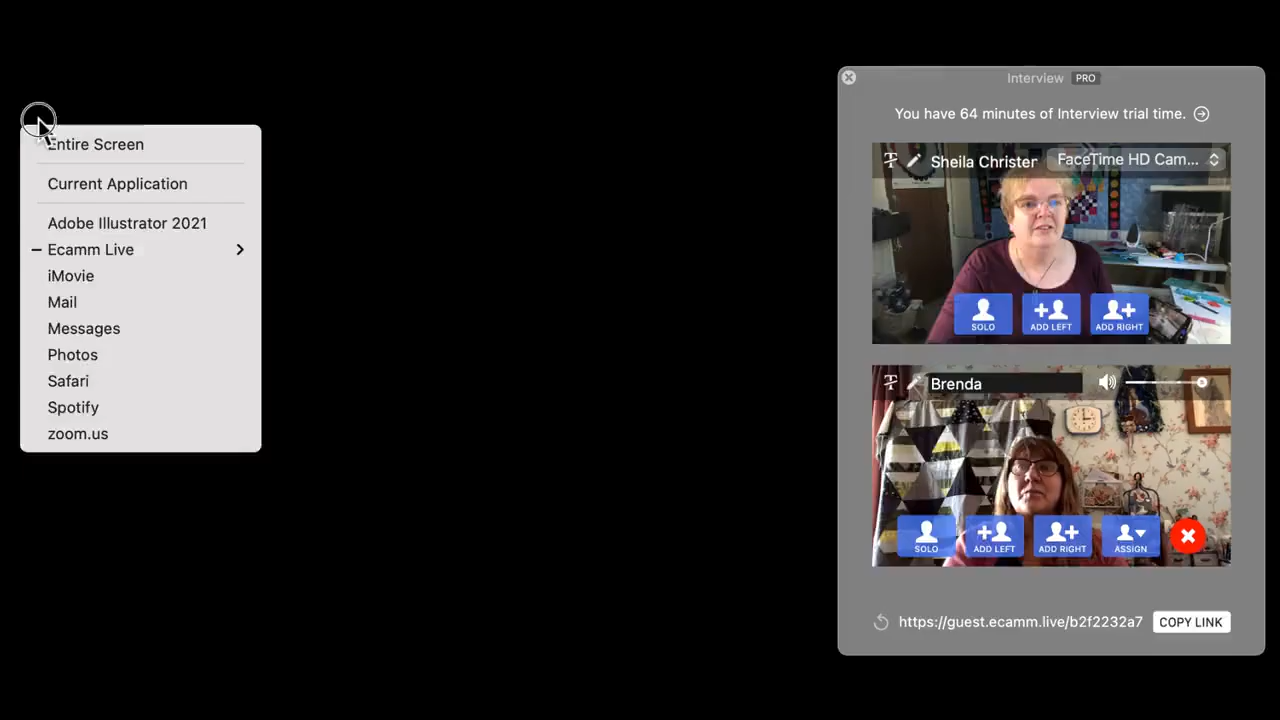 Entire Screen
Current Application
Adobe Illustrator 2021
Ecamm Live
iMovie
Mail
Messages
Photos
Safari
Spotify
zoom.us
Interview PRO
You have 64 minutes of Interview trial time.
Sheila Christer FaceTime HD Cam...
SOLO ADD LEFT ADD RIGHT
Brenda
SOLO ADD LEFT ADD RIGHT ASSIGN
https://guest.ecamm.live/b2f2232a7 COPY LINK